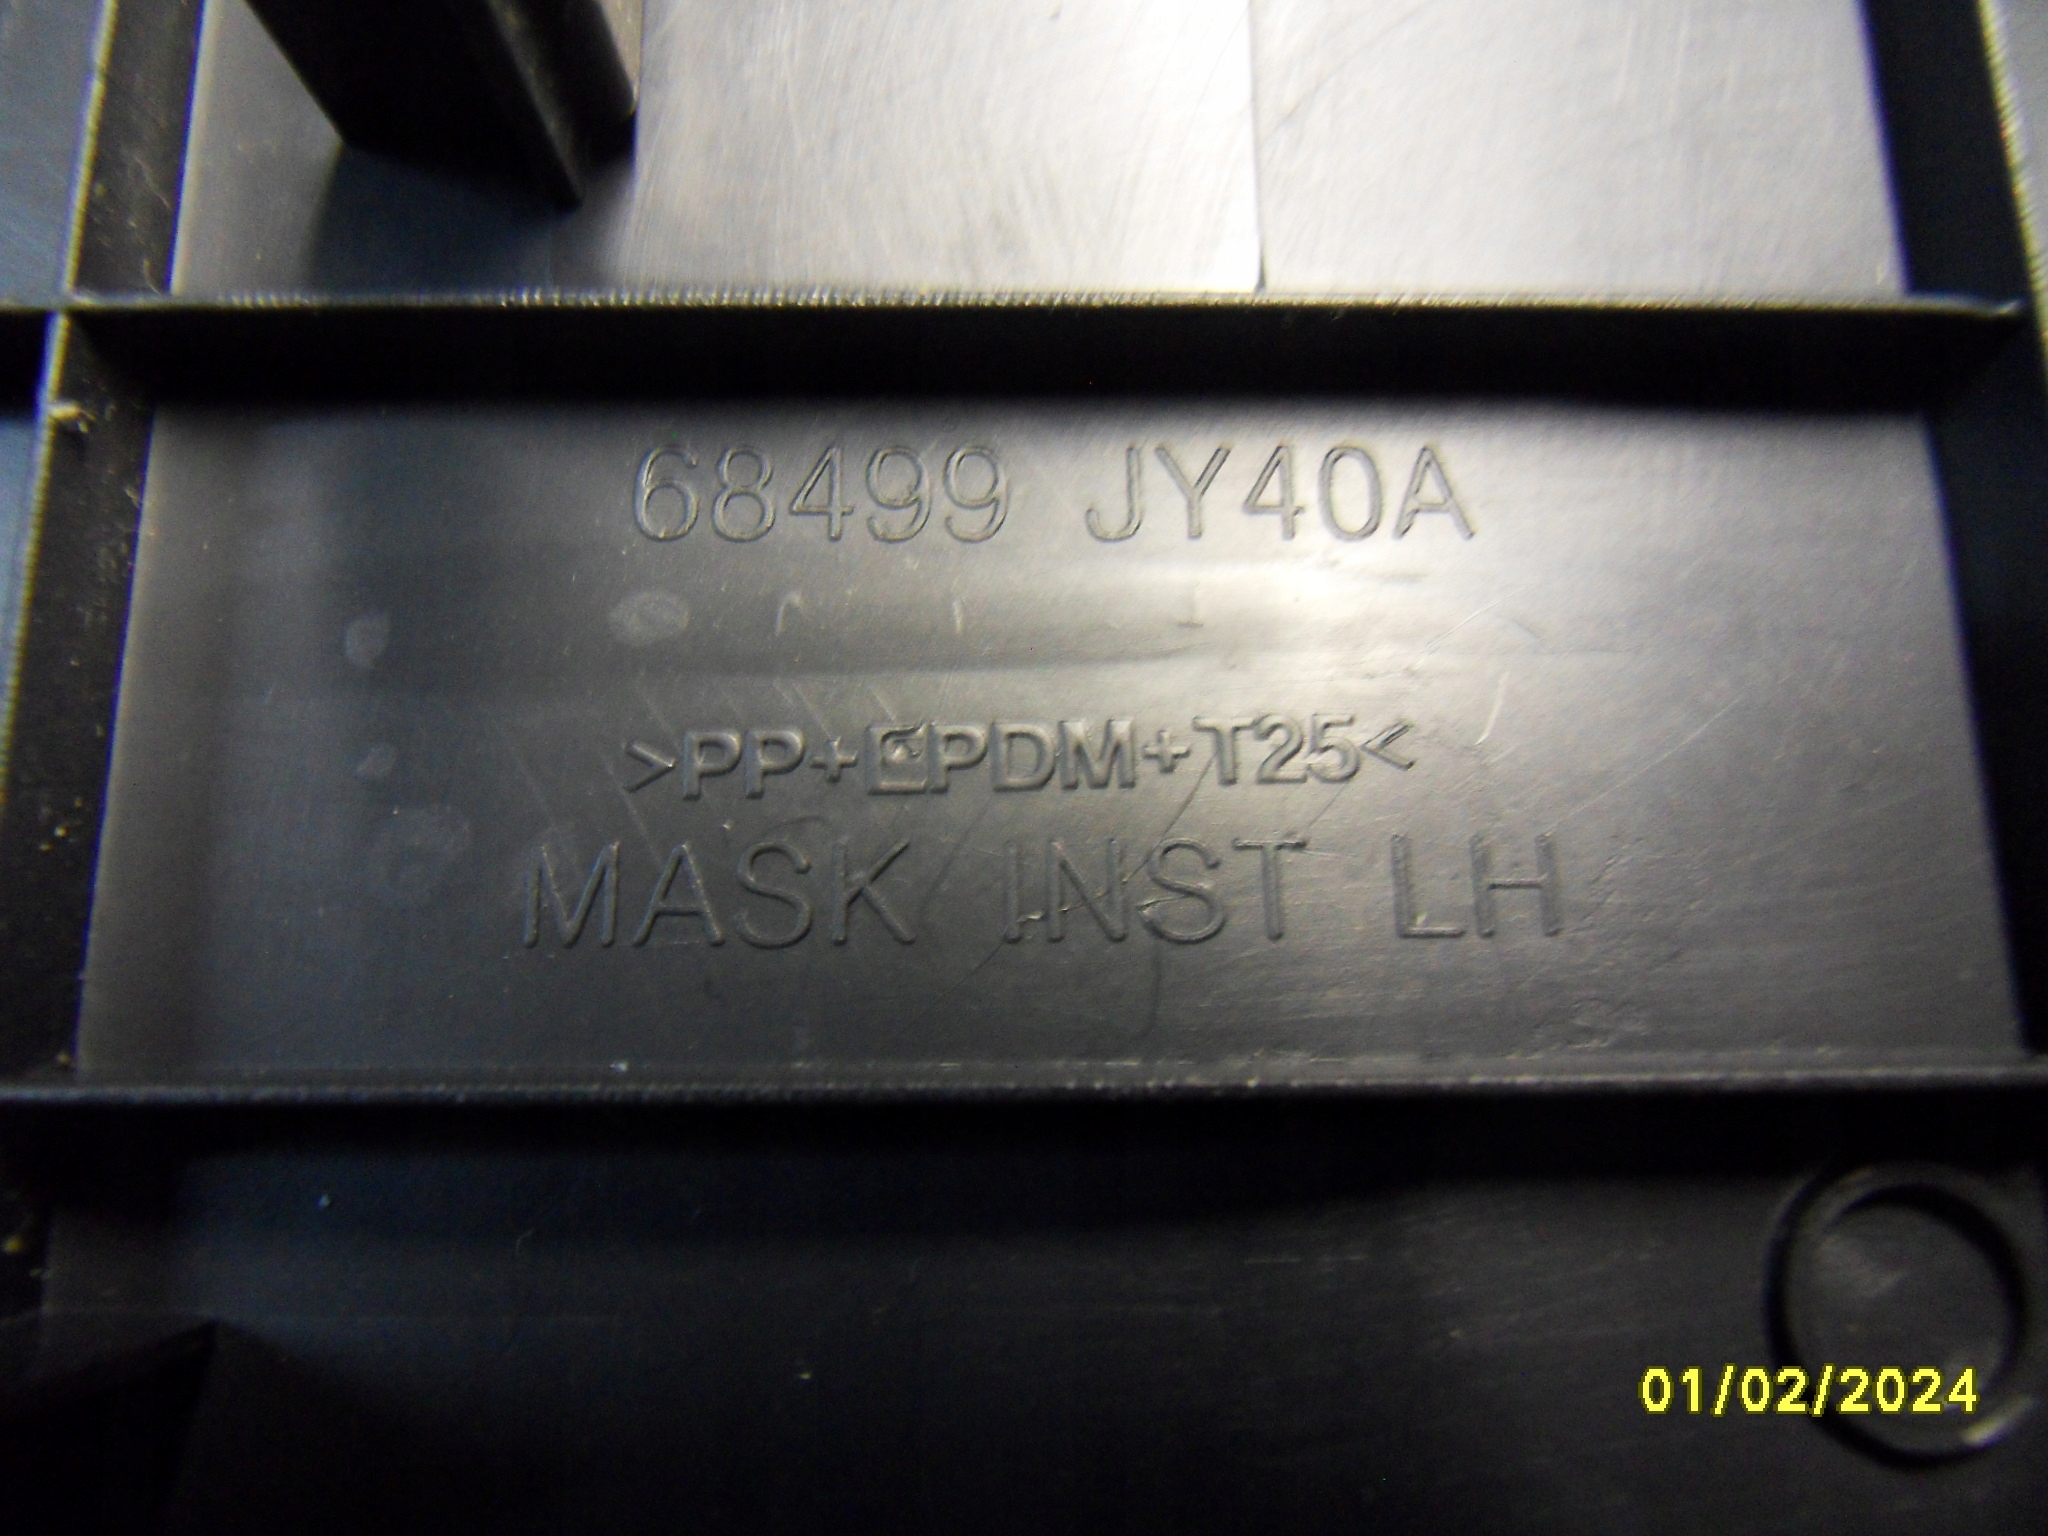 68499 JY40A
>PP+EPDM+T25<
MASK INST LH
01/02/2024